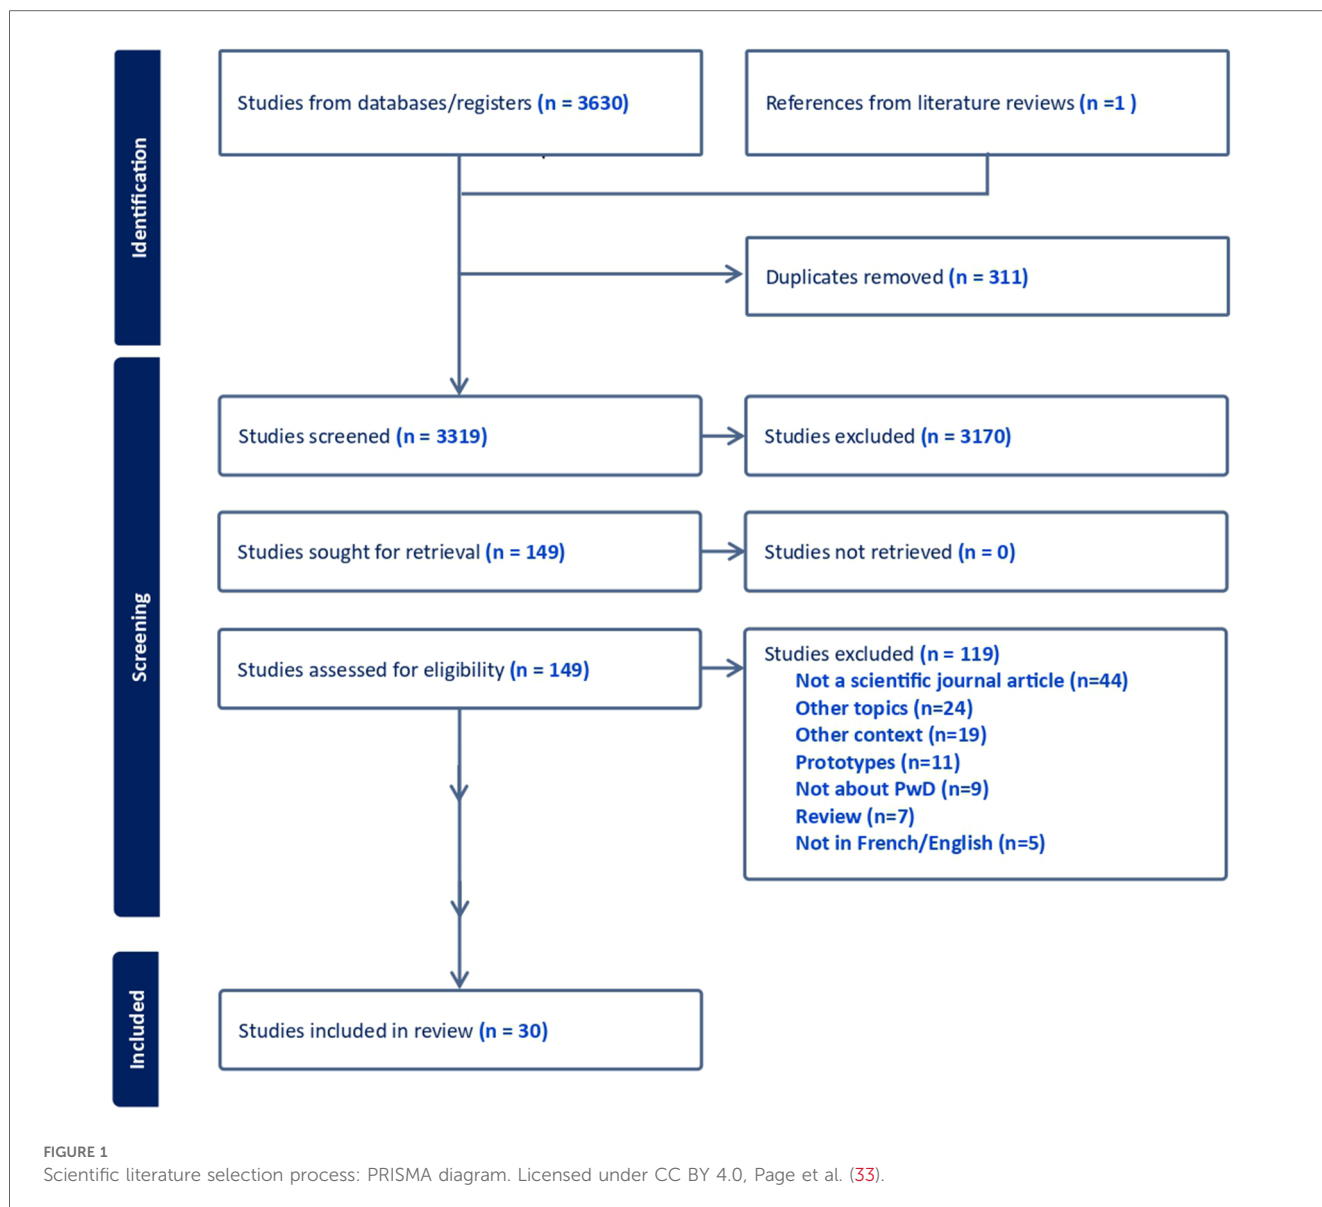 Identification
Studies from databases/registers (n = 3630)
References from literature reviews (n =1 )
Duplicates removed (n = 311)
Screening
Studies screened (n = 3319)
Studies excluded (n = 3170)
Studies sought for retrieval (n = 149)
Studies not retrieved (n = 0)
Studies assessed for eligibility (n = 149)
Studies excluded (n = 119)
Not a scientific journal article (n=44)
Other topics (n=24)
Other context (n=19)
Prototypes (n=11)
Not about PwD (n=9)
Review (n=7)
Not in French/English (n=5)
Included
Studies included in review (n = 30)
FIGURE 1
Scientific literature selection process: PRISMA diagram. Licensed under CC BY 4.0, Page et al. (33).